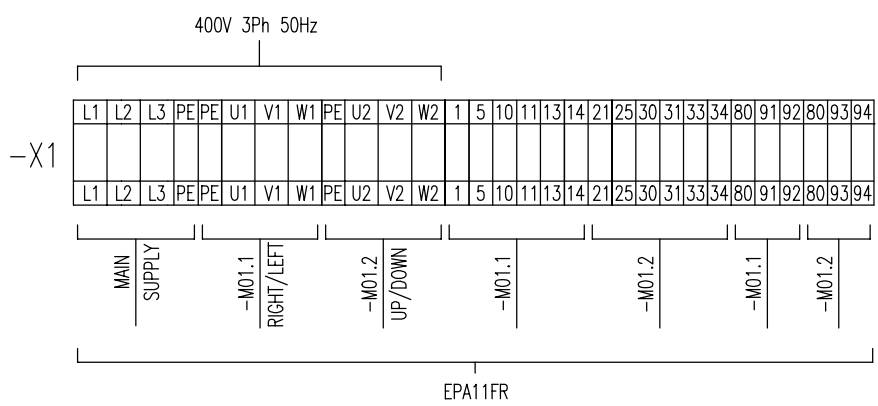 400V 3Ph 50Hz
L1 L2 L3 PE PE U1 V1 W1 PE U2 V2 W2 1 5 10 11 13 14 21 25 30 31 33 34 80 91 92 80 93 94
-X1
L1 L2 L3 PE PE U1 V1 W1 PE U2 V2 W2 1 5 10 11 13 14 21 25 30 31 33 34 80 91 92 80 93 94
MAIN
SUPPLY
-M01.1
RIGHT/LEFT
-M01.2
UP/DOWN
-M01.1
-M01.2
-M01.1
-M01.2
EPA11FR